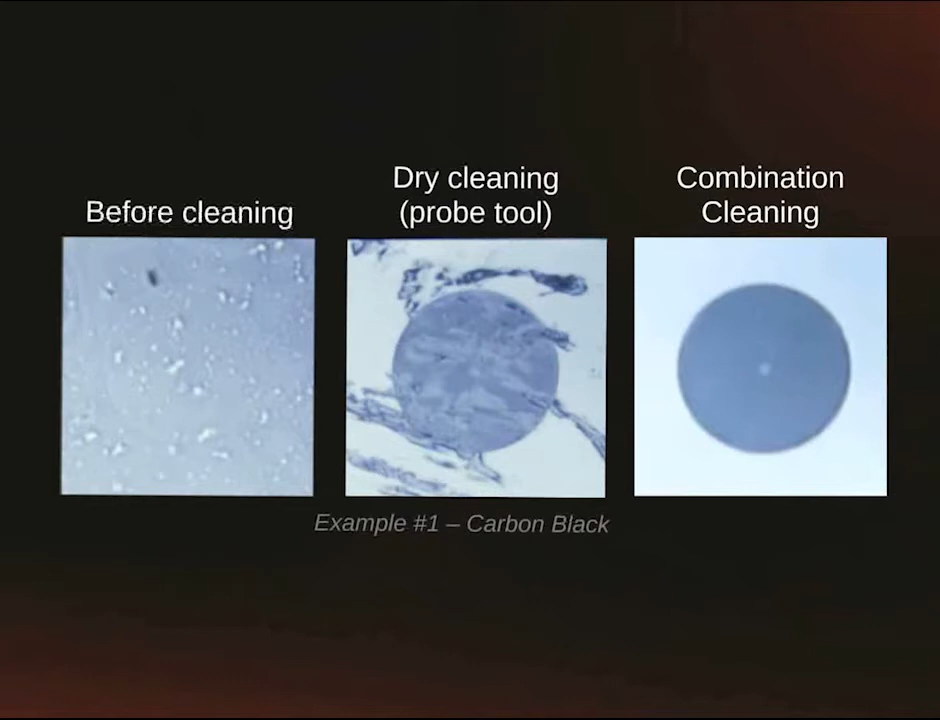 Before cleaning
Dry cleaning
(probe tool)
Combination
Cleaning
Example #1 – Carbon Black